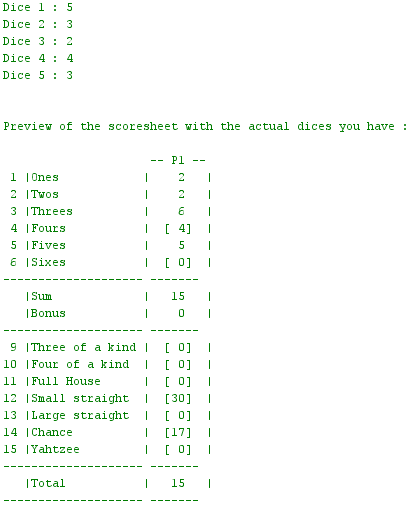 Dice 1 : 5
Dice 2 : 3
Dice 3 : 2
Dice 4 : 4
Dice 5 : 3
Preview of the scoresheet with the actual dices you have :
-- P1 --
1 |Ones | 2 |
2 |Twos | 2 |
3 |Threes | 6 |
4 |Fours | [ 4] |
5 |Fives | 5 |
6 |Sixes | [ 0] |
-------------------- -------
|Sum | 15 |
|Bonus | 0 |
-------------------- -------
9 |Three of a kind | [ 0] |
10 |Four of a kind | [ 0] |
11 |Full House | [ 0] |
12 |Small straight | [30] |
13 |Large straight | [ 0] |
14 |Chance | [17] |
15 |Yahtzee | [ 0] |
-------------------- -------
|Total | 15 |
-------------------- -------